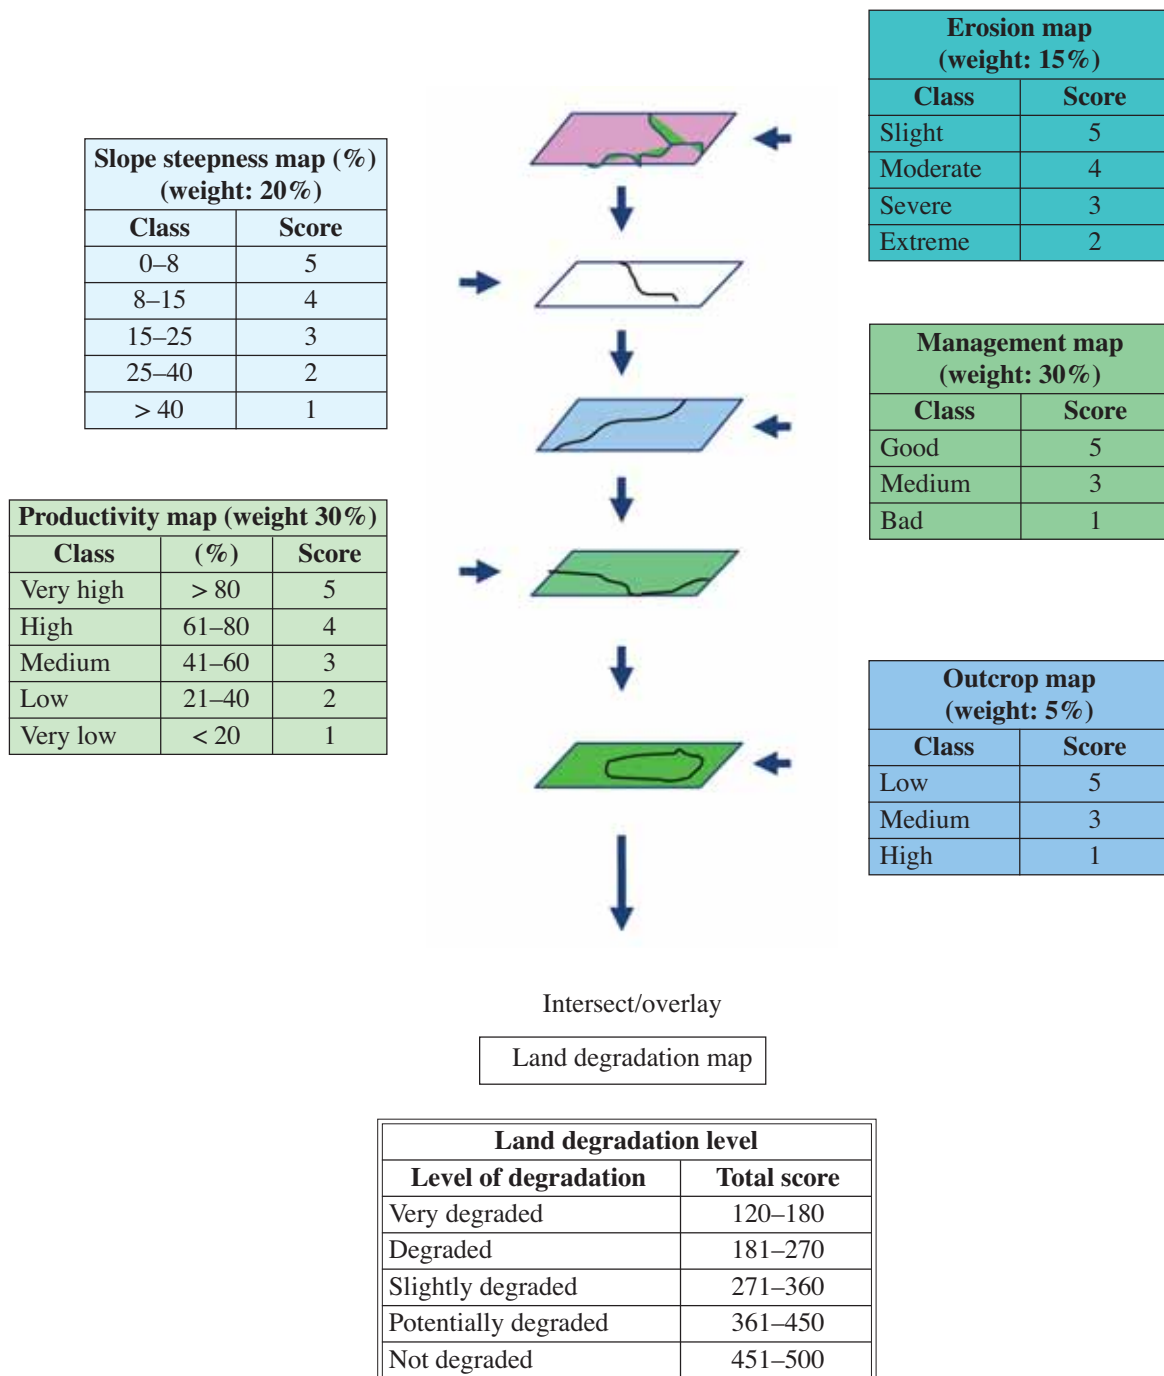 Erosion map
(weight: 15%)
Class Score
Slight 5
Moderate 4
Severe 3
Extreme 2
Slope steepness map (%)
(weight: 20%)
Class Score
0–8 5
8–15 4
15–25 3
25–40 2
> 40 1
Management map
(weight: 30%)
Class Score
Good 5
Medium 3
Bad 1
Productivity map (weight 30%)
Class (%) Score
Very high > 80 5
High 61–80 4
Medium 41–60 3
Low 21–40 2
Very low < 20 1
Outcrop map
(weight: 5%)
Class Score
Low 5
Medium 3
High 1
Intersect/overlay
Land degradation map
Land degradation level
Level of degradation Total score
Very degraded 120–180
Degraded 181–270
Slightly degraded 271–360
Potentially degraded 361–450
Not degraded 451–500